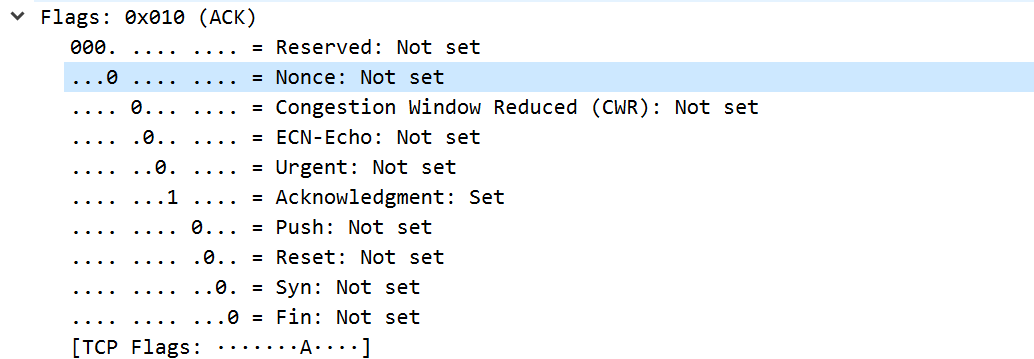 Flags: 0x010 (ACK)
000. .... .... = Reserved: Not set
...0 .... .... = Nonce: Not set
.... 0... .... = Congestion Window Reduced (CWR): Not set
.... .0.. .... = ECN-Echo: Not set
.... ..0. .... = Urgent: Not set
.... ...1 .... = Acknowledgment: Set
.... .... 0... = Push: Not set
.... .... .0.. = Reset: Not set
.... .... ..0. = Syn: Not set
.... .... ...0 = Fin: Not set
[TCP Flags: ·······A····]